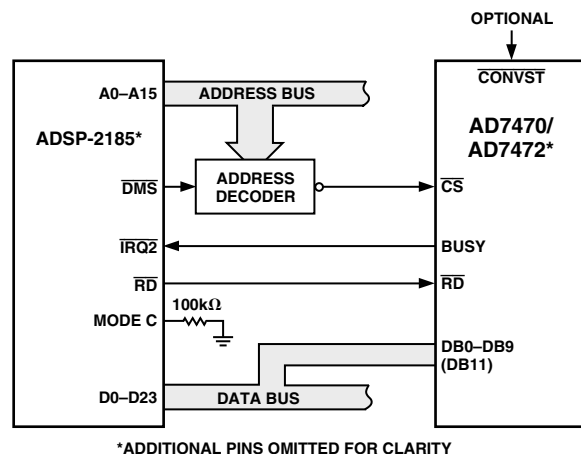 OPTIONAL
A0–A15
ADDRESS BUS
CONVST
ADSP-2185*
AD7470/
AD7472*
DMS
ADDRESS
DECODER
CS
IRQ2
BUSY
RD
RD
100kΩ
MODE C
DB0–DB9
(DB11)
D0–D23
DATA BUS
*ADDITIONAL PINS OMITTED FOR CLARITY